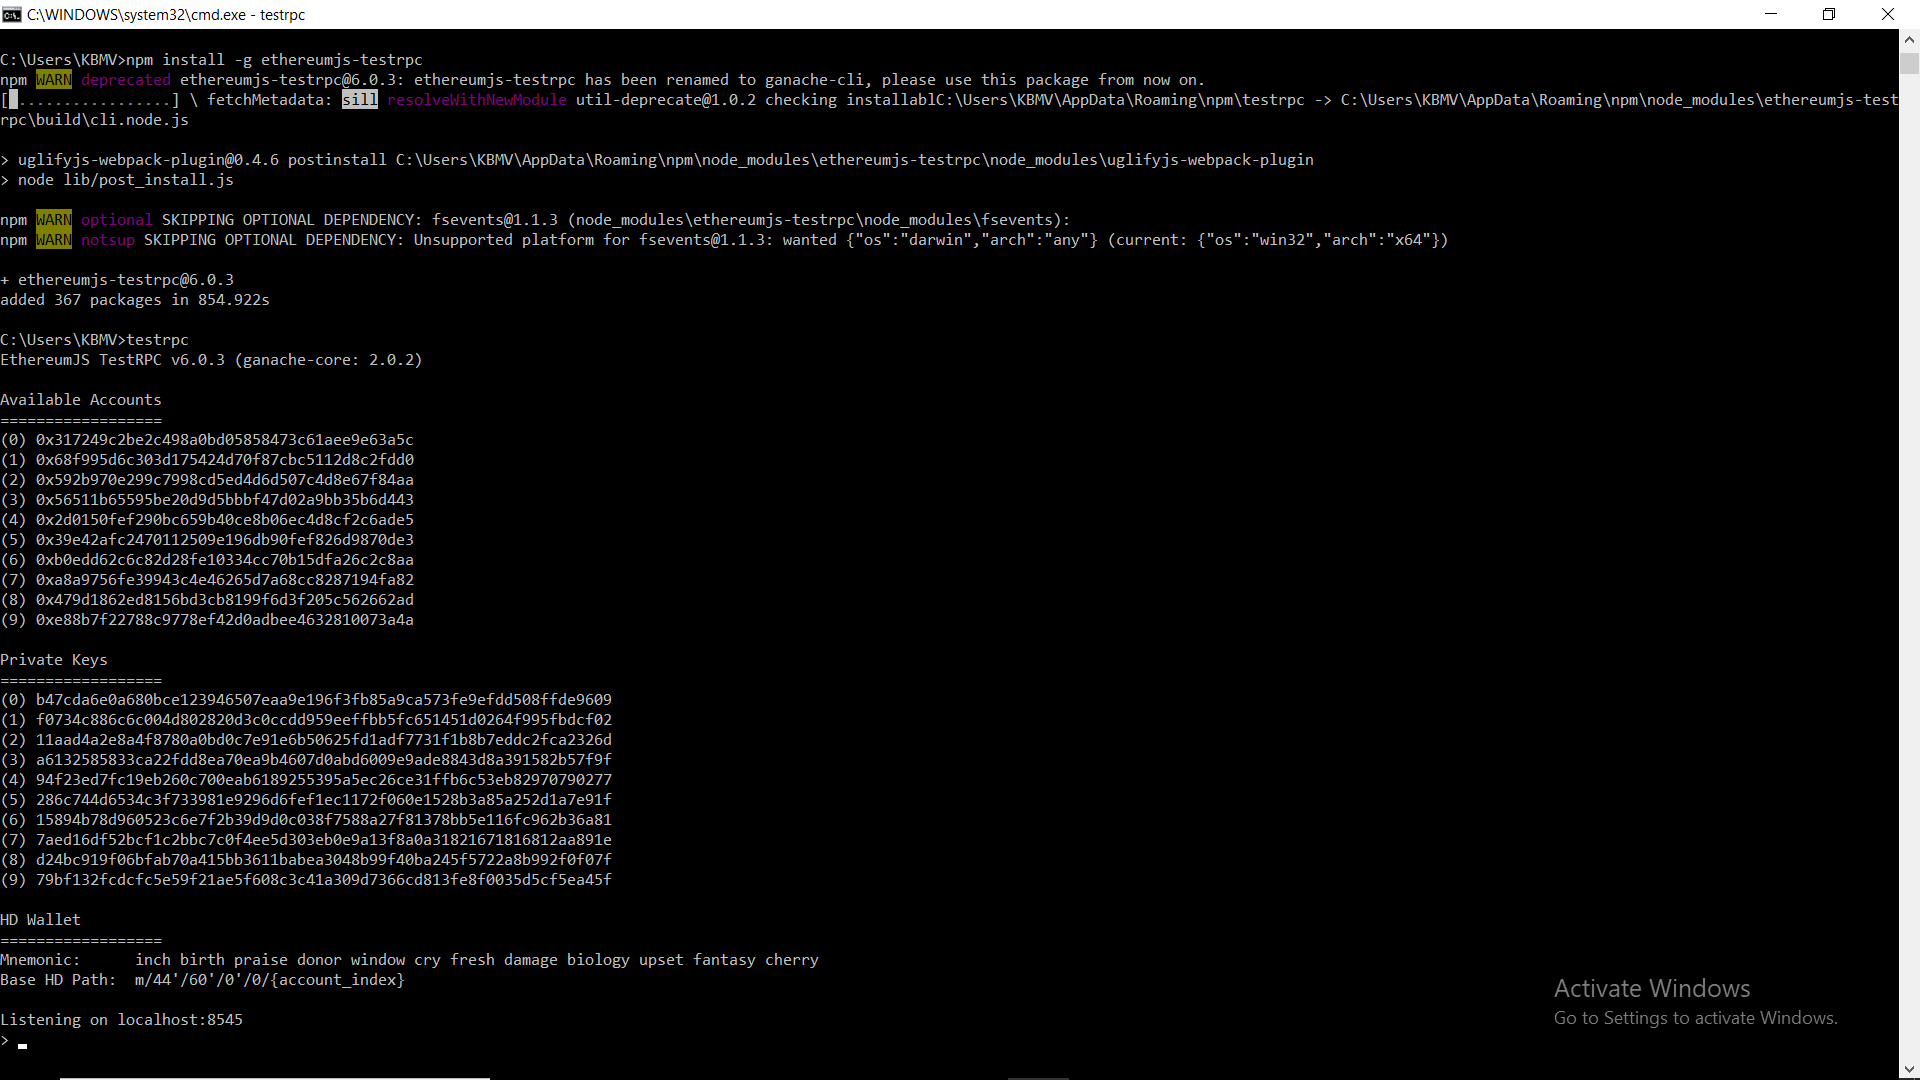 C:\WINDOWS\system32\cmd.exe - testrpc
C:\Users\KBMV>npm install -g ethereumjs-testrpc
npm WARN deprecated ethereumjs-testrpc@6.0.3: ethereumjs-testrpc has been renamed to ganache-cli, please use this package from now on.
[ .................] \ fetchMetadata: sill resolveWithNewModule util-deprecate@1.0.2 checking installablC:\Users\KBMV\AppData\Roaming\npm\testrpc -> C:\Users\KBMV\AppData\Roaming\npm\node_modules\ethereumjs-test
rpc\build\cli.node.js
> uglifyjs-webpack-plugin@0.4.6 postinstall C:\Users\KBMV\AppData\Roaming\npm\node_modules\ethereumjs-testrpc\node_modules\uglifyjs-webpack-plugin
> node lib/post_install.js
npm WARN optional SKIPPING OPTIONAL DEPENDENCY: fsevents@1.1.3 (node_modules\ethereumjs-testrpc\node_modules\fsevents):
npm WARN notsup SKIPPING OPTIONAL DEPENDENCY: Unsupported platform for fsevents@1.1.3: wanted {"os":"darwin","arch":"any"} (current: {"os":"win32","arch":"x64"})
+ ethereumjs-testrpc@6.0.3
added 367 packages in 854.922s
C:\Users\KBMV>testrpc
EthereumJS TestRPC v6.0.3 (ganache-core: 2.0.2)
Available Accounts
==================
(0) 0x317249c2be2c498a0bd05858473c61aee9e63a5c
(1) 0x68f995d6c303d175424d70f87cbc5112d8c2fdd0
(2) 0x592b970e299c7998cd5ed4d6d507c4d8e67f84aa
(3) 0x56511b65595be20d9d5bbbf47d02a9bb35b6d443
(4) 0x2d0150fef290bc659b40ce8b06ec4d8cf2c6ade5
(5) 0x39e42afc2470112509e196db90fef826d9870de3
(6) 0xb0edd62c6c82d28fe10334cc70b15dfa26c2c8aa
(7) 0xa8a9756fe39943c4e46265d7a68cc8287194fa82
(8) 0x479d1862ed8156bd3cb8199f6d3f205c562662ad
(9) 0xe88b7f22788c9778ef42d0adbee4632810073a4a
Private Keys
==================
(0) b47cda6e0a680bce123946507eaa9e196f3fb85a9ca573fe9efdd508ffde9609
(1) f0734c886c6c004d802820d3c0ccdd959eeffbb5fc651451d0264f995fbdcf02
(2) 11aad4a2e8a4f8780a0bd0c7e91e6b50625fd1adf7731f1b8b7eddc2fca2326d
(3) a6132585833ca22fdd8ea70ea9b4607d0abd6009e9ade8843d8a391582b57f9f
(4) 94f23ed7fc19eb260c700eab6189255395a5ec26ce31ffb6c53eb82970790277
(5) 286c744d6534c3f733981e9296d6fef1ec1172f060e1528b3a85a252d1a7e91f
(6) 15894b78d960523c6e7f2b39d9d0c038f7588a27f81378bb5e116fc962b36a81
(7) 7aed16df52bcf1c2bbc7c0f4ee5d303eb0e9a13f8a0a31821671816812aa891e
(8) d24bc919f06bfab70a415bb3611babea3048b99f40ba245f5722a8b992f0f07f
(9) 79bf132fcdcfc5e59f21ae5f608c3c41a309d7366cd813fe8f0035d5cf5ea45f
HD Wallet
==================
Mnemonic:      inch birth praise donor window cry fresh damage biology upset fantasy cherry
Base HD Path:  m/44'/60'/0'/0/{account_index}
Listening on localhost:8545
>
Activate Windows
Go to Settings to activate Windows.